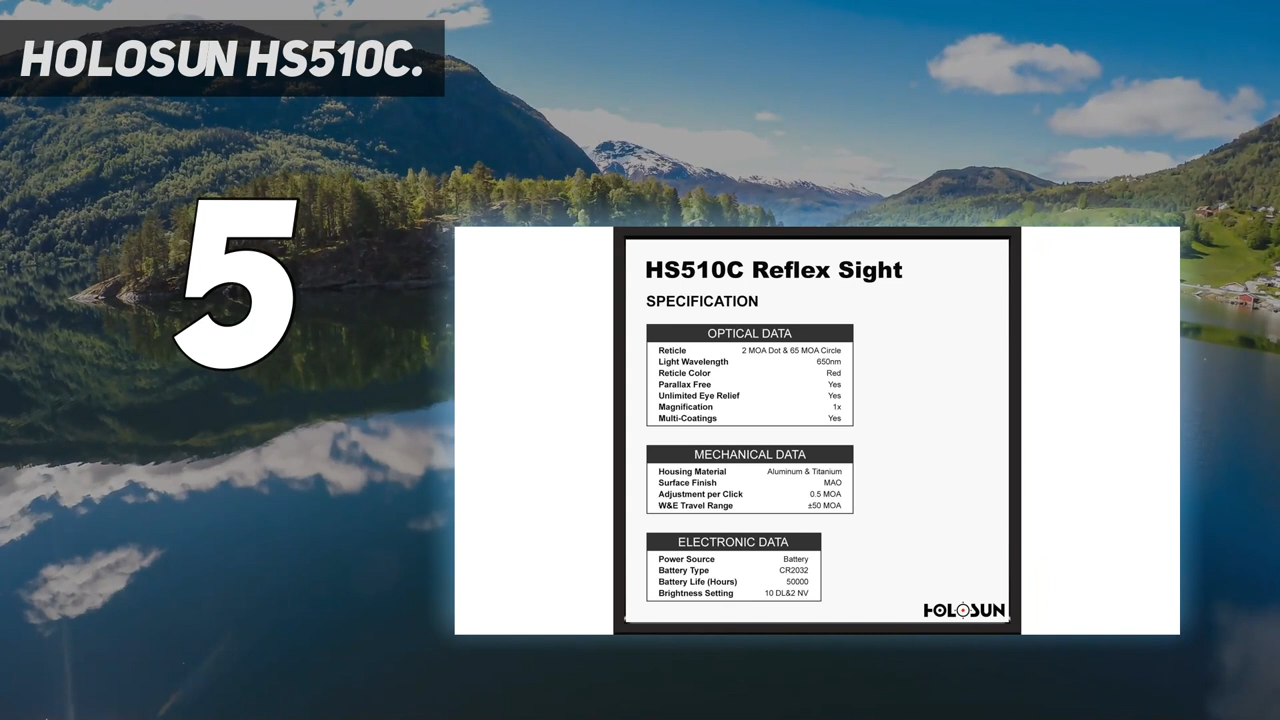 HOLOSUN HS510C.
5
HS510C Reflex Sight
SPECIFICATION
OPTICAL DATA
Reticle 2 MOA Dot & 65 MOA Circle
Light Wavelength 650nm
Reticle Color Red
Parallax Free Yes
Unlimited Eye Relief Yes
Magnification 1x
Multi-Coatings Yes
MECHANICAL DATA
Housing Material Aluminum & Titanium
Surface Finish MAO
Adjustment per Click 0.5 MOA
W&E Travel Range ±50 MOA
ELECTRONIC DATA
Power Source Battery
Battery Type CR2032
Battery Life (Hours) 50000
Brightness Setting 10 DL&2 NV
HOLOSUN